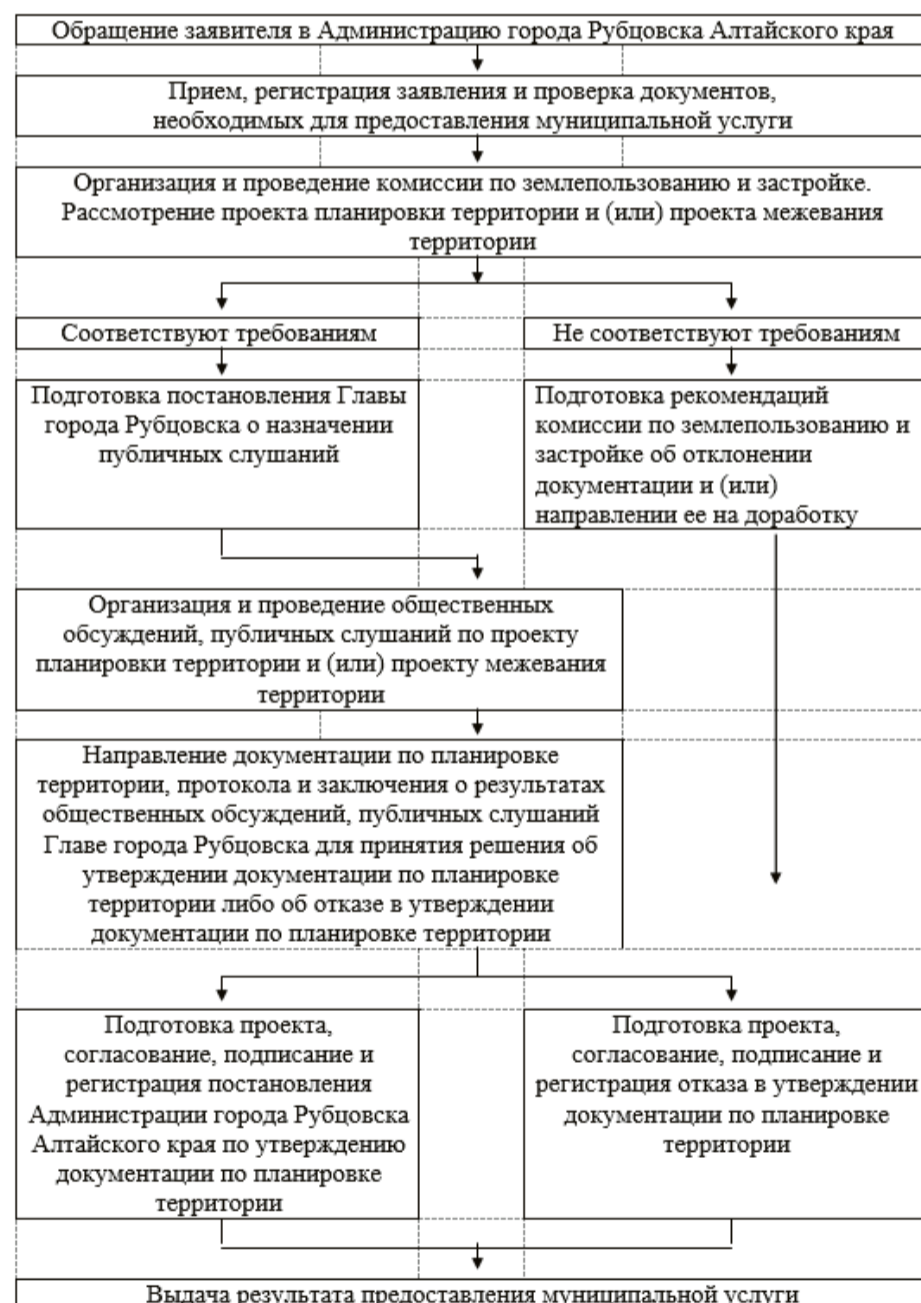 Обращение заявителя в Администрацию города Рубцовска Алтайского края
Прием, регистрация заявления и проверка документов,
необходимых для предоставления муниципальной услуги
Организация и проведение комиссии по землепользованию и застройке.
Рассмотрение проекта планировки территории и (или) проекта межевания
территории
Соответствуют требованиям
Не соответствуют требованиям
Подготовка постановления Главы
города Рубцовска о назначении
публичных слушаний
Подготовка рекомендаций
комиссии по землепользованию и
застройке об отклонении
документации и (или)
направлении ее на доработку
Организация и проведение общественных
обсуждений, публичных слушаний по проекту
планировки территории и (или) проекту межевания
территории
Направление документации по планировке
территории, протокола и заключения о результатах
общественных обсуждений, публичных слушаний
Главе города Рубцовска для принятия решения об
утверждении документации по планировке
территории либо об отказе в утверждении
документации по планировке территории
Подготовка проекта,
согласование, подписание и
регистрация постановления
Администрации города Рубцовска
Алтайского края по утверждению
документации по планировке
территории
Подготовка проекта,
согласование, подписание и
регистрация отказа в утверждении
документации по планировке
территории
Выдача результата предоставления муниципальной услуги